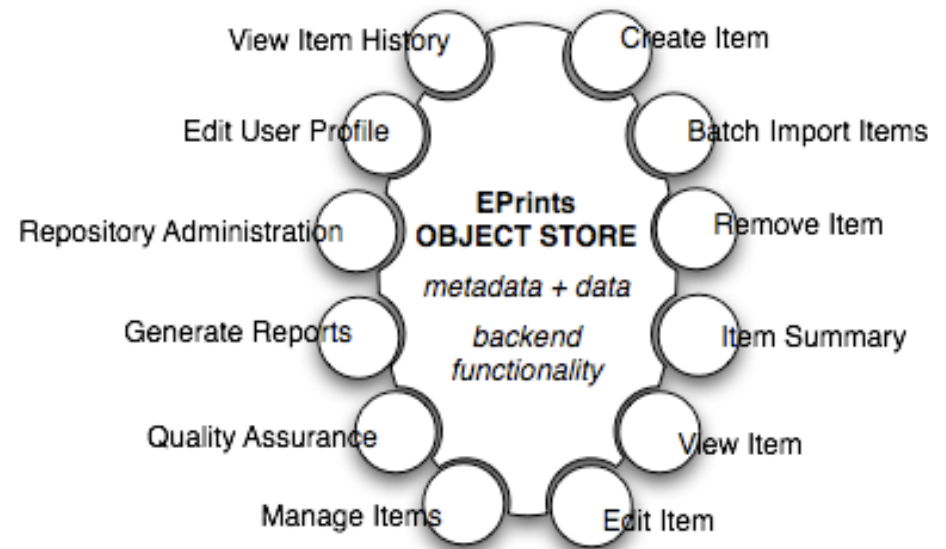 View Item History
Create Item
Edit User Profile
Batch Import Items
EPrints
OBJECT STORE
Repository Administration
Remove Item
metadata + data
Generate Reports
backend
functionality
Item Summary
Quality Assurance
View Item
Manage Items
Edit Item